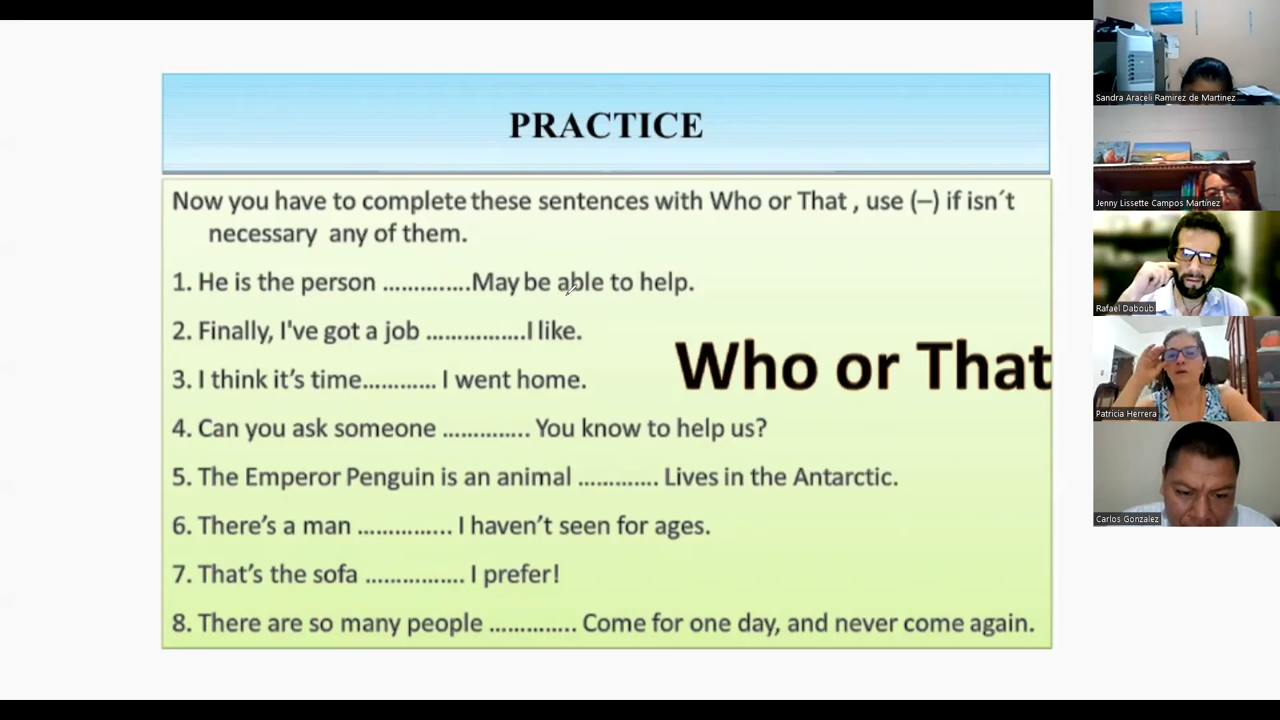 PRACTICE
Now you have to complete these sentences with Who or That , use (–) if isn´t
necessary any of them.
1. He is the person .............May be able to help.
2. Finally, I've got a job ................I like.
3. I think it’s time............ I went home.
Who or That
4. Can you ask someone .............. You know to help us?
5. The Emperor Penguin is an animal ............. Lives in the Antarctic.
6. There’s a man ............... I haven’t seen for ages.
7. That’s the sofa ................ I prefer!
8. There are so many people .............. Come for one day, and never come again.
Sandra Araceli Ramirez de Martinez
Jenny Lissette Campos Martínez
Rafael Daboub
Patricia Herrera
Carlos Gonzalez